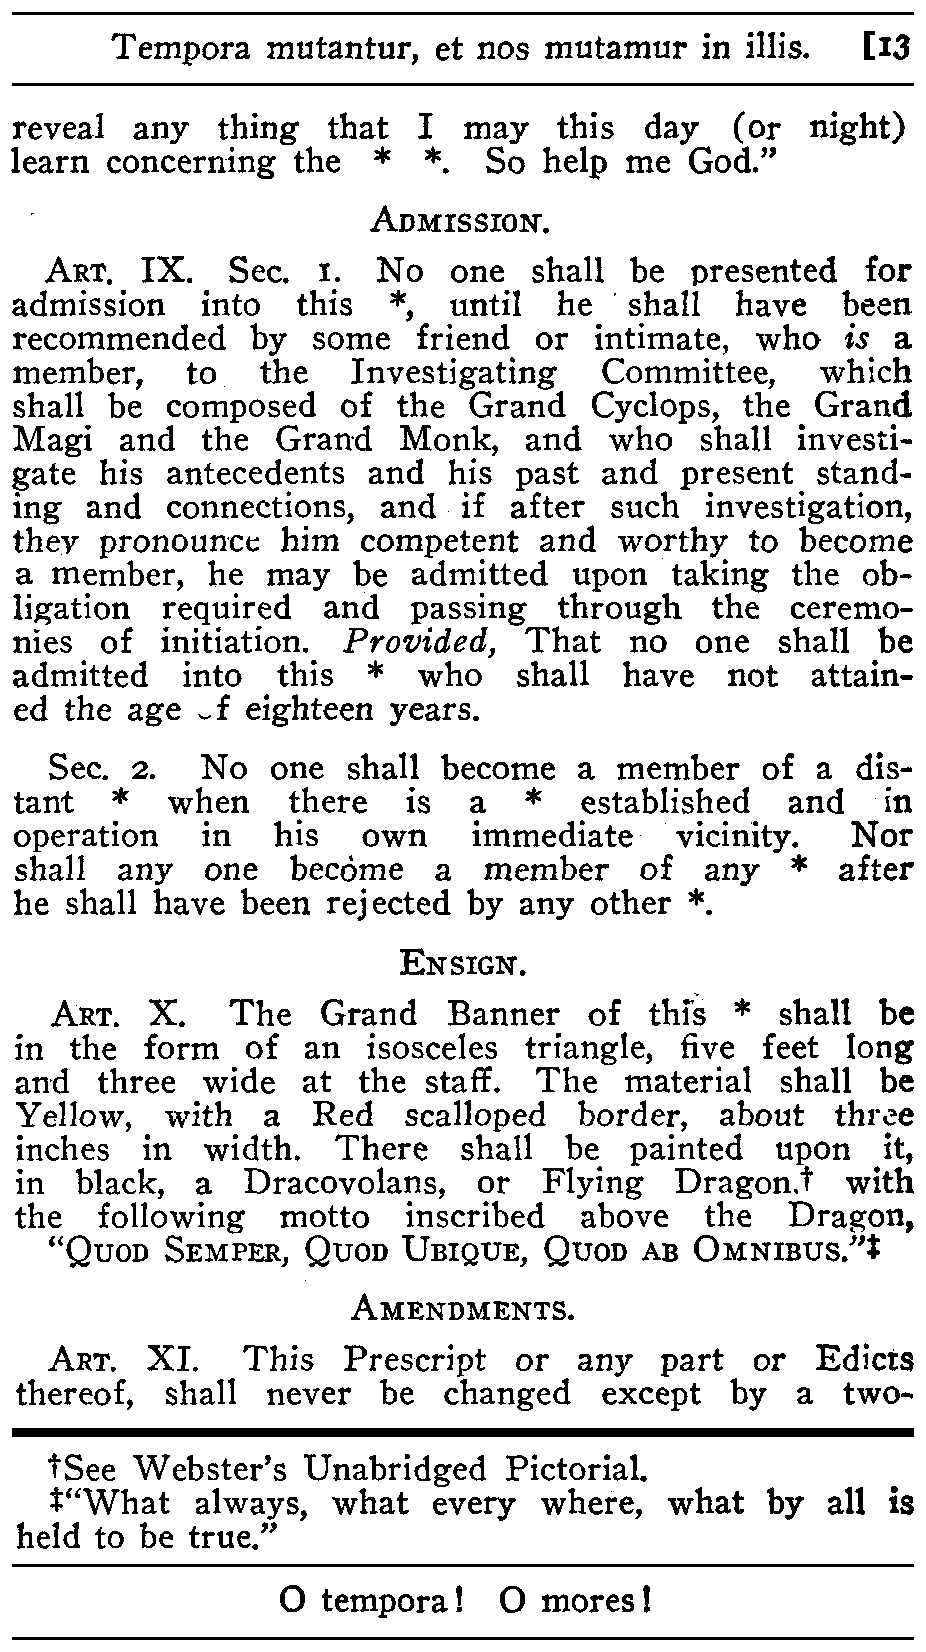 Tempora mutantur, et nos mutamur in illis. [13
reveal any thing that I may this day (or night)
learn concerning the * *. So help me God.”
Admission.
Art. IX. Sec. 1. No one shall be presented for
admission into this *, until he shall have been
recommended by some friend or intimate, who is a
member, to the Investigating Committee, which
shall be composed of the Grand Cyclops, the Grand
Magi and the Grand Monk, and who shall investi-
gate his antecedents and his past and present stand-
ing and connections, and if after such investigation,
they pronounce him competent and worthy to become
a member, he may be admitted upon taking the ob-
ligation required and passing through the ceremo-
nies of initiation. Provided, That no one shall be
admitted into this * who shall have not attain-
ed the age of eighteen years.
Sec. 2. No one shall become a member of a dis-
tant * when there is a * established and in
operation in his own immediate vicinity. Nor
shall any one become a member of any * after
he shall have been rejected by any other *.
Ensign.
Art. X. The Grand Banner of this * shall be
in the form of an isosceles triangle, five feet long
and three wide at the staff. The material shall be
Yellow, with a Red scalloped border, about three
inches in width. There shall be painted upon it,
in black, a Dracovolans, or Flying Dragon,† with
the following motto inscribed above the Dragon,
“Quod Semper, Quod Ubique, Quod ab Omnibus.”‡
Amendments.
Art. XI. This Prescript or any part or Edicts
thereof, shall never be changed except by a two-
†See Webster’s Unabridged Pictorial.
‡“What always, what every where, what by all is
held to be true.”
O tempora! O mores!